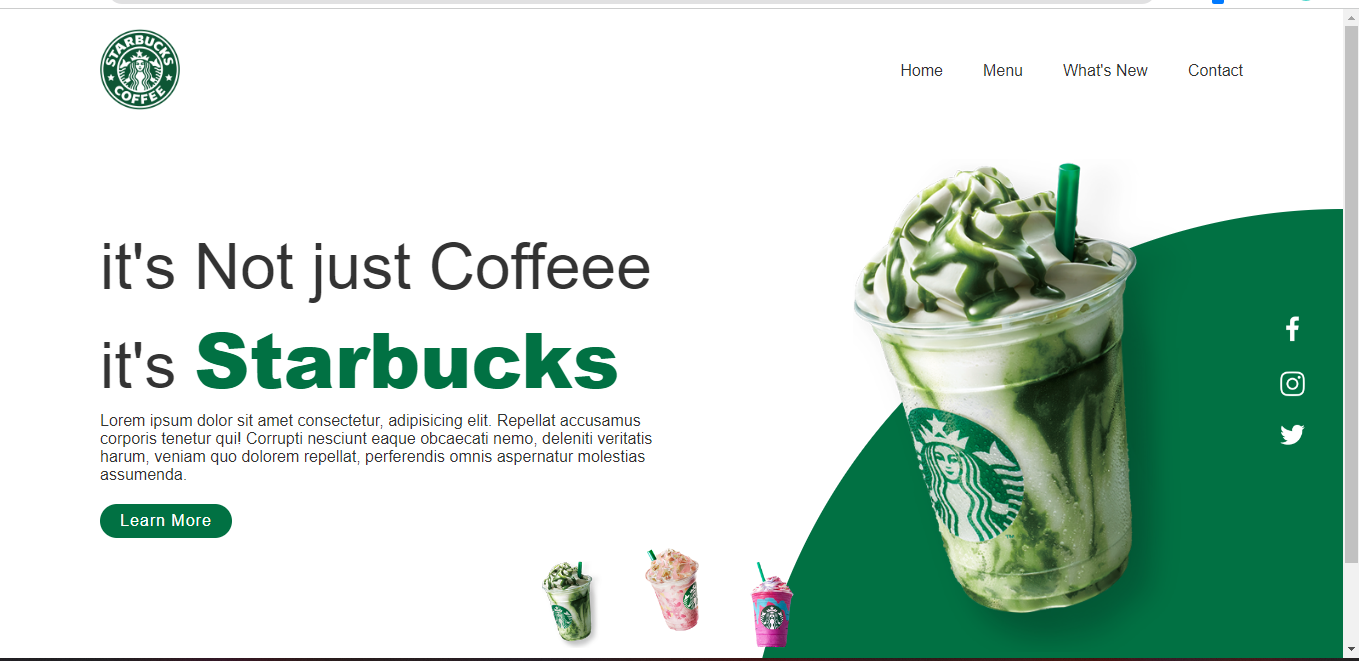 STARBUCKS
COFFEE
Home Menu What's New Contact
it's Not just Coffeee
it's Starbucks
Lorem ipsum dolor sit amet consectetur, adipisicing elit. Repellat accusamus
corporis tenetur qui! Corrupti nesciunt eaque obcaecati nemo, deleniti veritatis
harum, veniam quo dolorem repellat, perferendis omnis aspernatur molestias
assumenda.
Learn More
TM